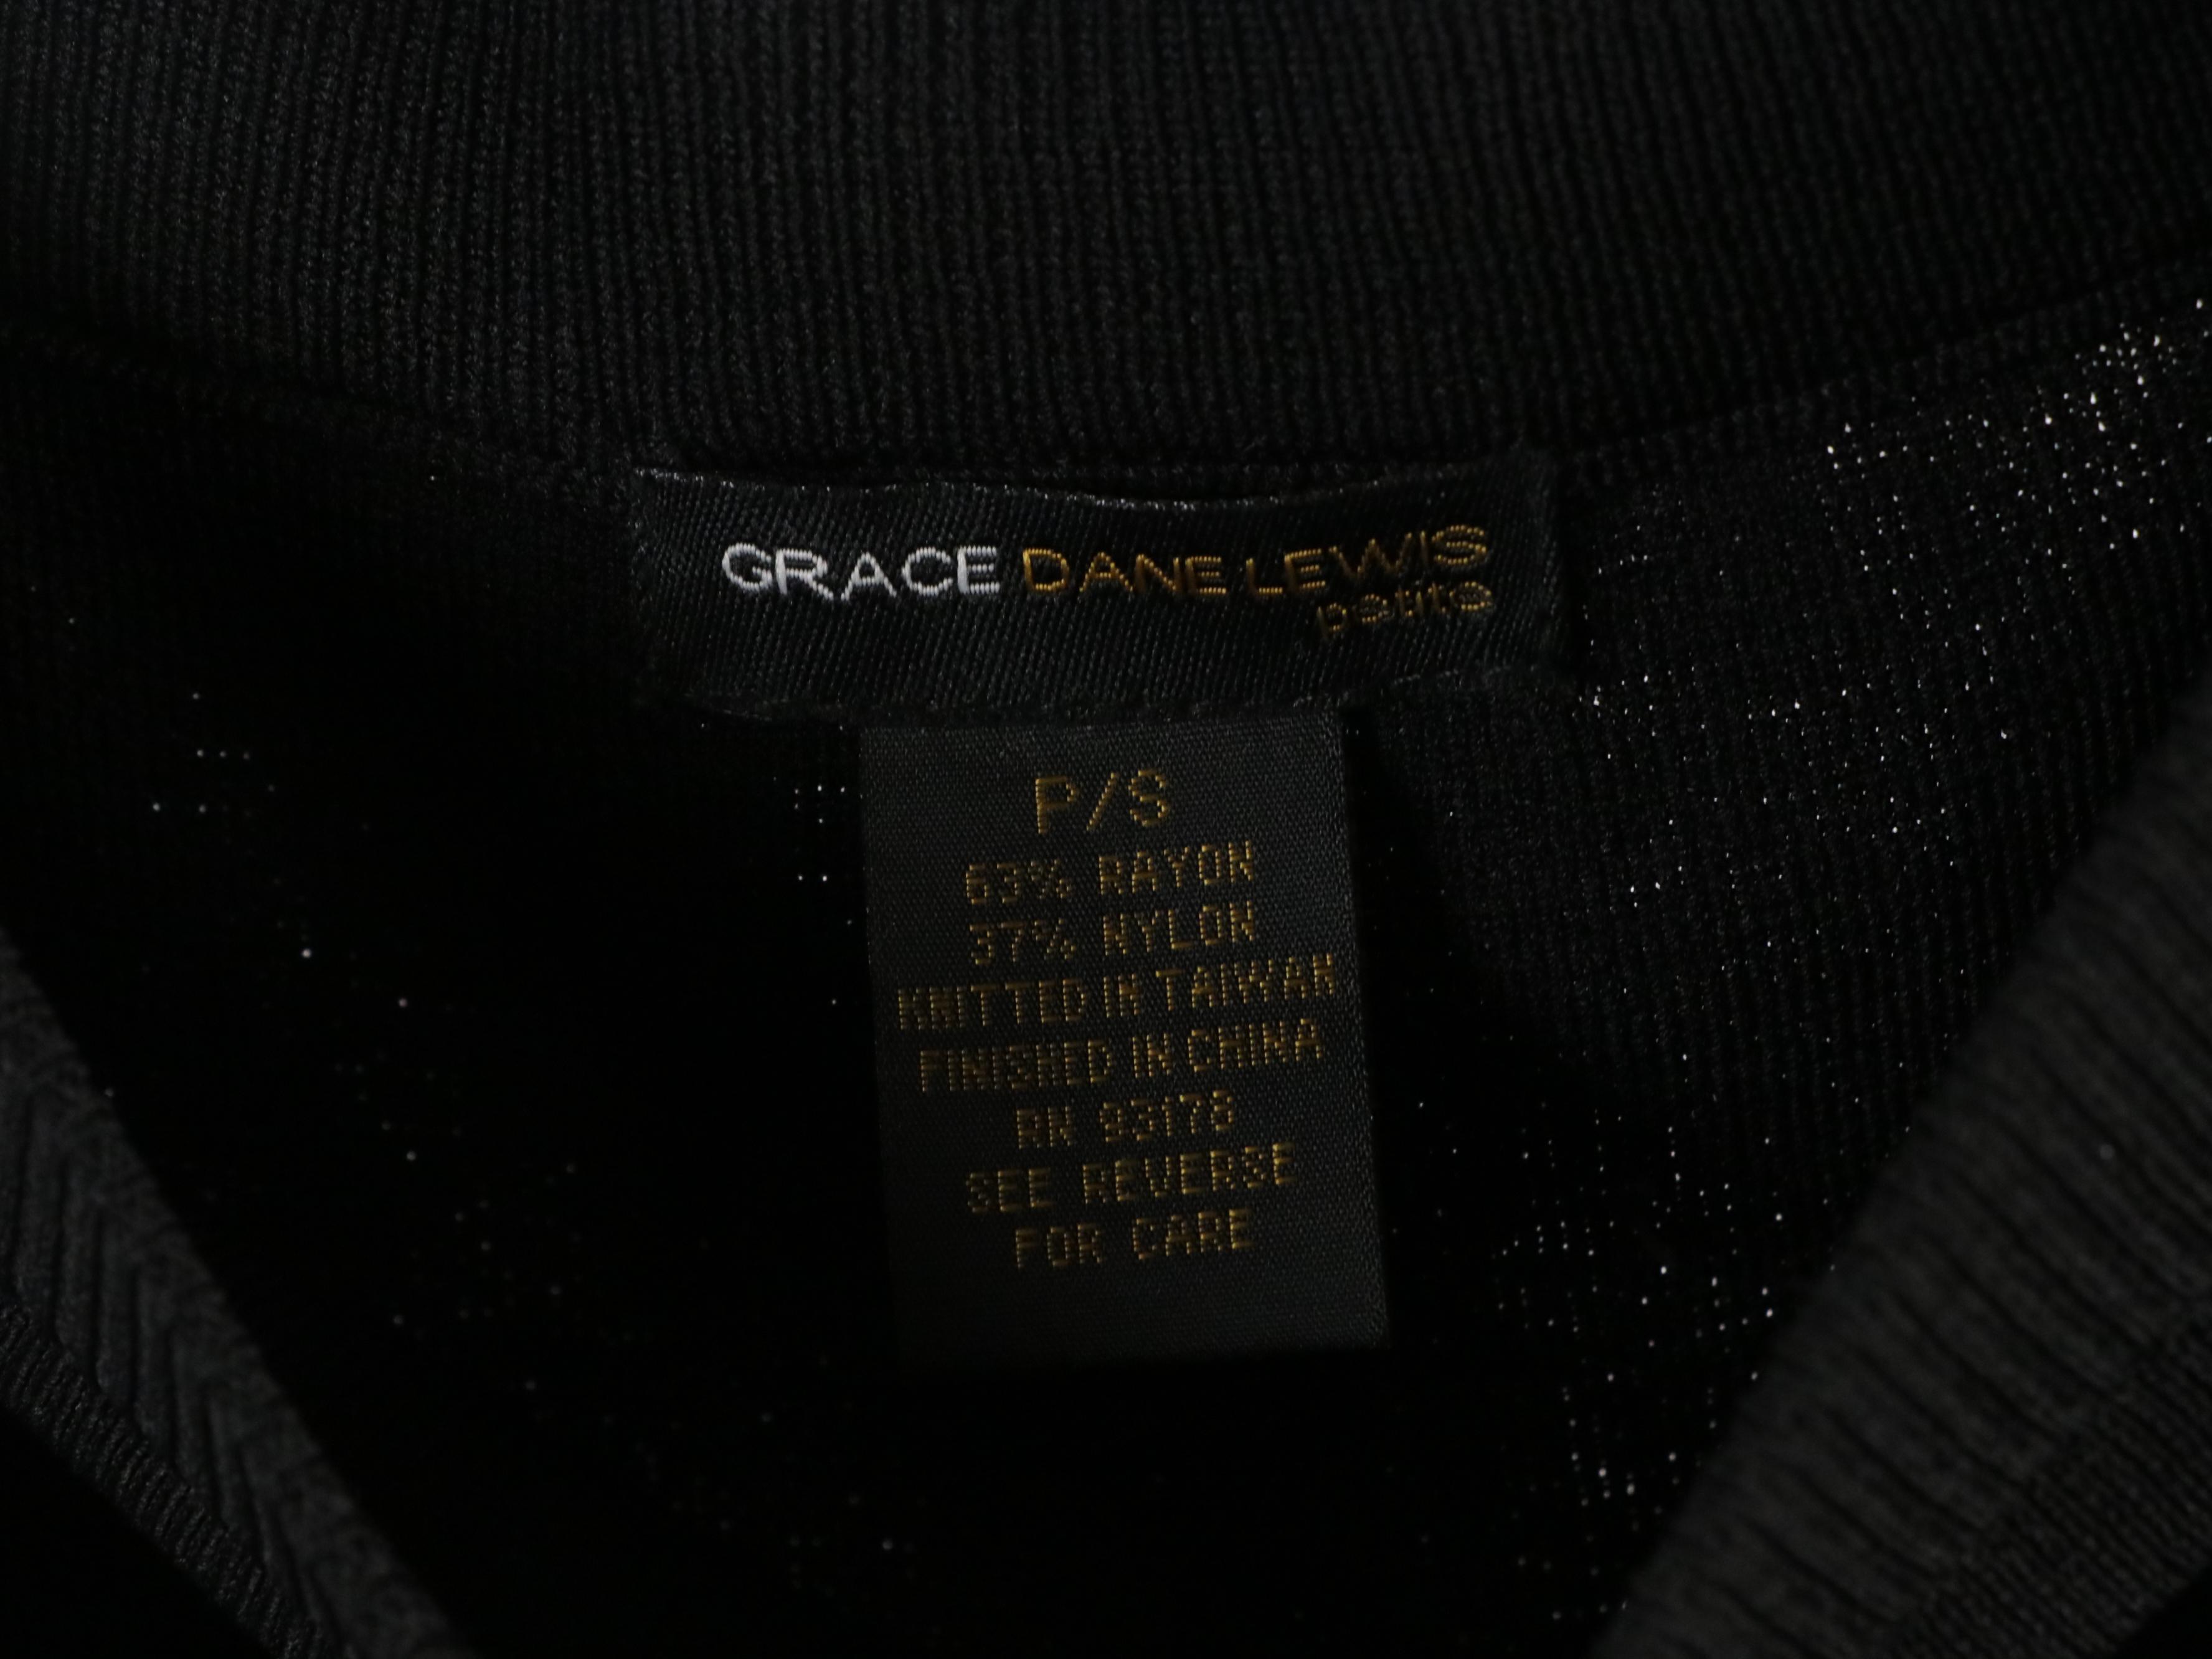 GRACE DANE LEWIS
petite
P/S
63% RAYON
37% NYLON
KNITTED IN TAIWAN
FINISHED IN CHINA
RN 93178
SEE REVERSE
FOR CARE